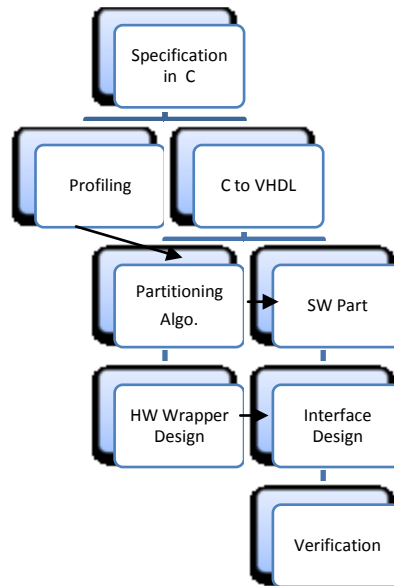 Specification
in C
Profiling
C to VHDL
Partitioning
Algo.
SW Part
HW Wrapper
Design
Interface
Design
Verification